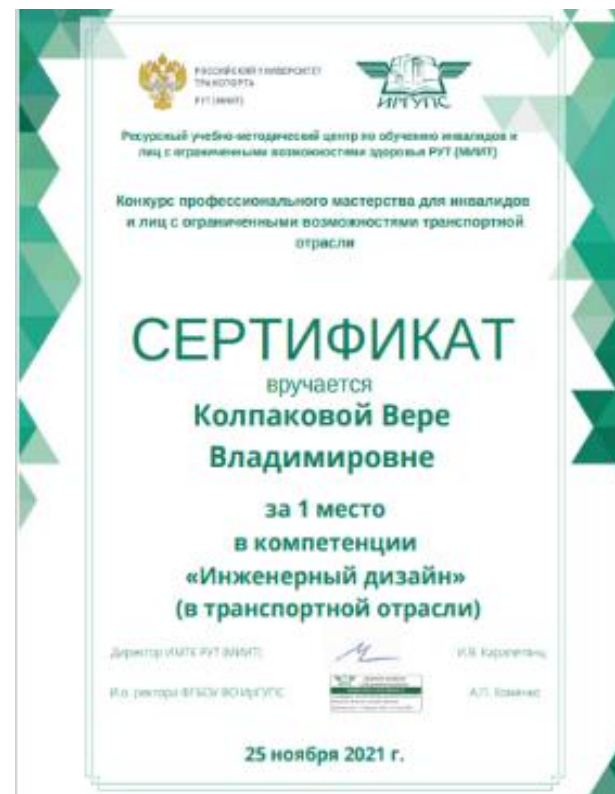 РОССИЙСКИЙ УНИВЕРСИТЕТ
ТРАНСПОРТА
РУТ (МИИТ)
ИрГУПС
Ресурсный учебно-методический центр по обучению инвалидов и
лиц с ограниченными возможностями здоровья РУТ (МИИТ)
Конкурс профессионального мастерства для инвалидов
и лиц с ограниченными возможностями транспортной
отрасли
СЕРТИФИКАТ
вручается
Колпаковой Вере
Владимировне
за 1 место
в компетенции
«Инженерный дизайн»
(в транспортной отрасли)
Директор ИМТК РУТ (МИИТ) И.В. Карапетянц
И.о. ректора ФГБОУ ВО ИрГУПС
25 ноября 2021 г.